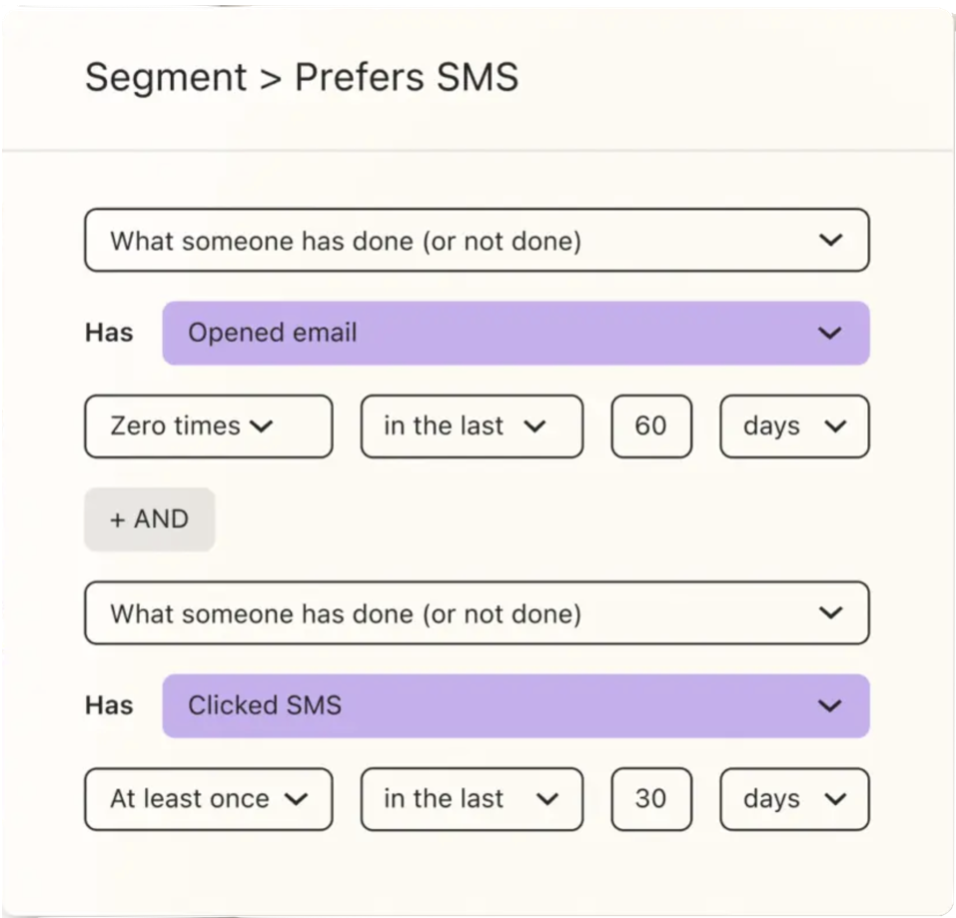 Segment > Prefers SMS
What someone has done (or not done)
Has Opened email
Zero times in the last 60 days
+ AND
What someone has done (or not done)
Has Clicked SMS
At least once in the last 30 days